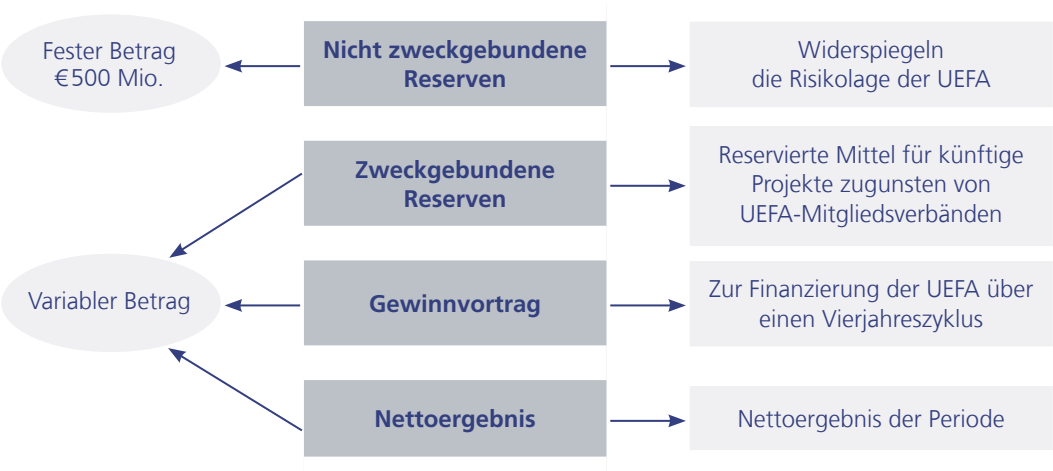 Fester Betrag
€500 Mio.
Nicht zweckgebundene
Reserven
Widerspiegeln
die Risikolage der UEFA
Zweckgebundene
Reserven
Reservierte Mittel für künftige
Projekte zugunsten von
UEFA-Mitgliedsverbänden
Variabler Betrag
Gewinnvortrag
Zur Finanzierung der UEFA über
einen Vierjahreszyklus
Nettoergebnis
Nettoergebnis der Periode